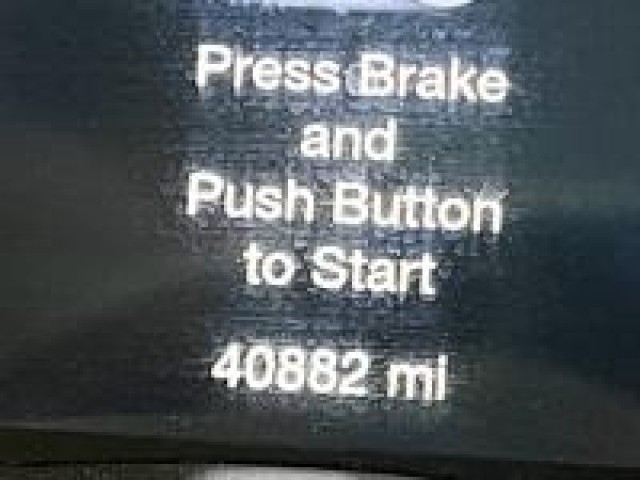 Press Brake
and
Push Button
to Start
40882 mi